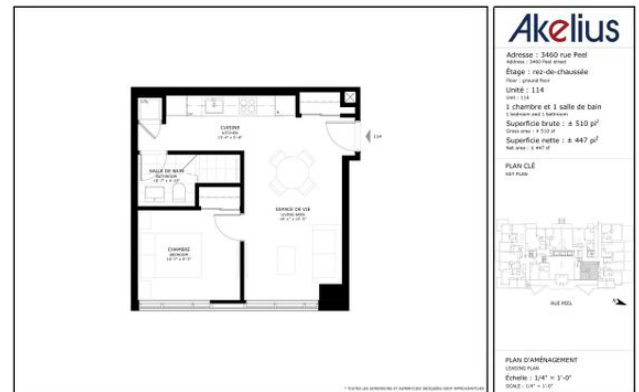 Akelius
Adresse : 3460 rue Peel
Address : 3460 Peel street
Étage : rez-de-chaussée
Floor : ground floor
Unité : 114
Unit : 114
1 chambre et 1 salle de bain
1 bedroom and 1 bathroom
Superficie brute : ± 510 pi²
Gross area : ± 510 sf
Superficie nette : ± 447 pi²
Net area : ± 447 sf
PLAN CLÉ
KEY PLAN
RUE PEEL
PLAN D'AMÉNAGEMENT
LEASING PLAN
Échelle : 1/4" = 1'-0"
SCALE : 1/4" = 1'-0"
CUISINE
KITCHEN
114
SALLE DE BAIN
BATHROOM
ESPACE DE VIE
LIVING AREA
CHAMBRE
BEDROOM